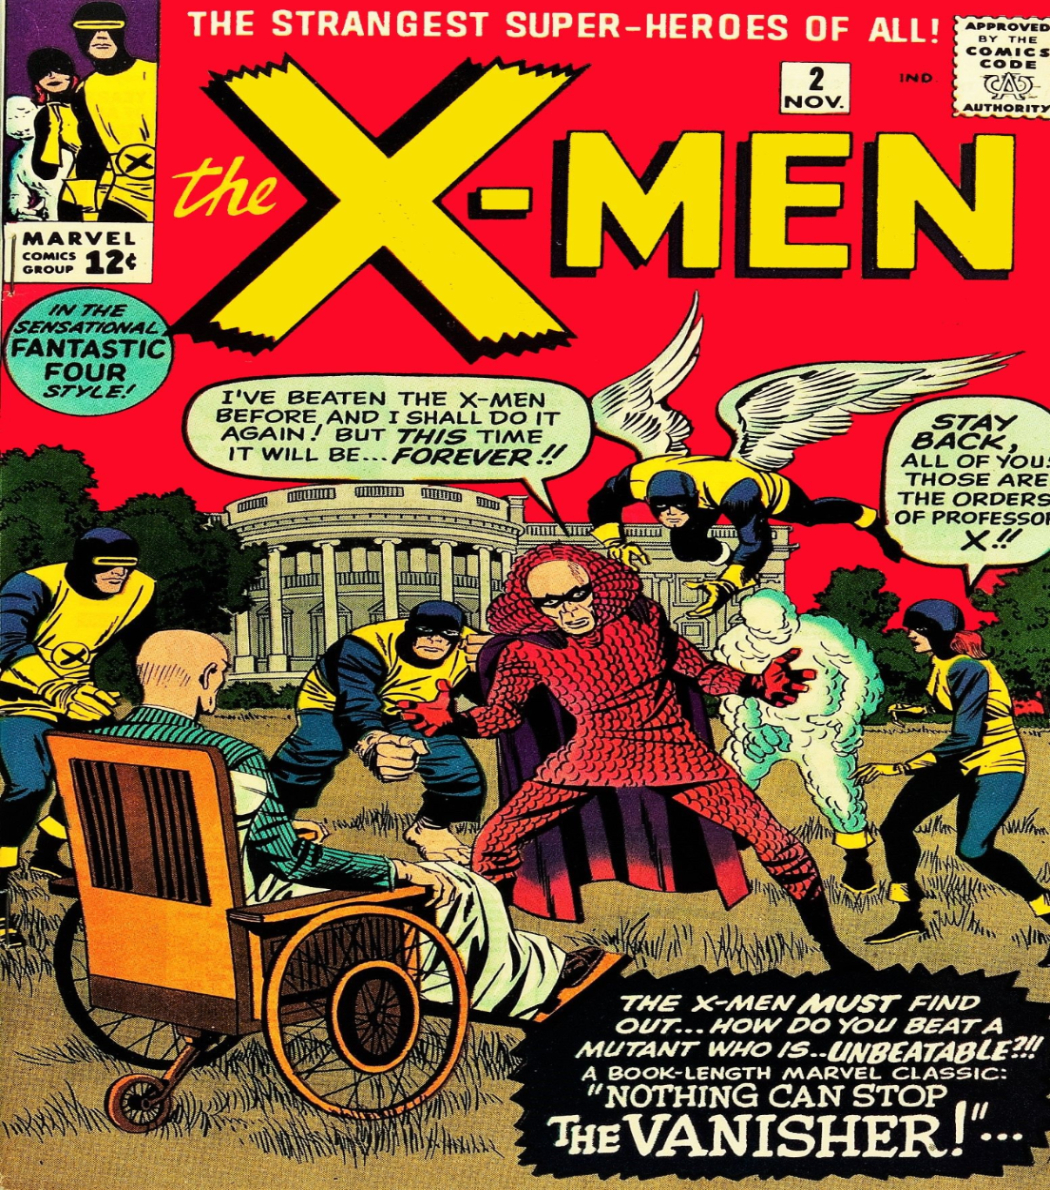 THE STRANGEST SUPER-HEROES OF ALL!
APPROVED
BY THE
COMICS
CODE
CA
AUTHORITY
2
NOV.
IND
the X-MEN
MARVEL
COMICS
GROUP 12¢
IN THE
SENSATIONAL
FANTASTIC
FOUR
STYLE!
I'VE BEATEN THE X-MEN
BEFORE AND I SHALL DO IT
AGAIN! BUT THIS TIME
IT WILL BE... FOREVER!!
STAY
BACK,
ALL OF YOU!
THOSE ARE
THE ORDERS
OF PROFESSOR
X!!
X
X
THE X-MEN MUST FIND
OUT... HOW DO YOU BEAT A
MUTANT WHO IS..UNBEATABLE?!!
A BOOK-LENGTH MARVEL CLASSIC:
"NOTHING CAN STOP
THE VANISHER!"...